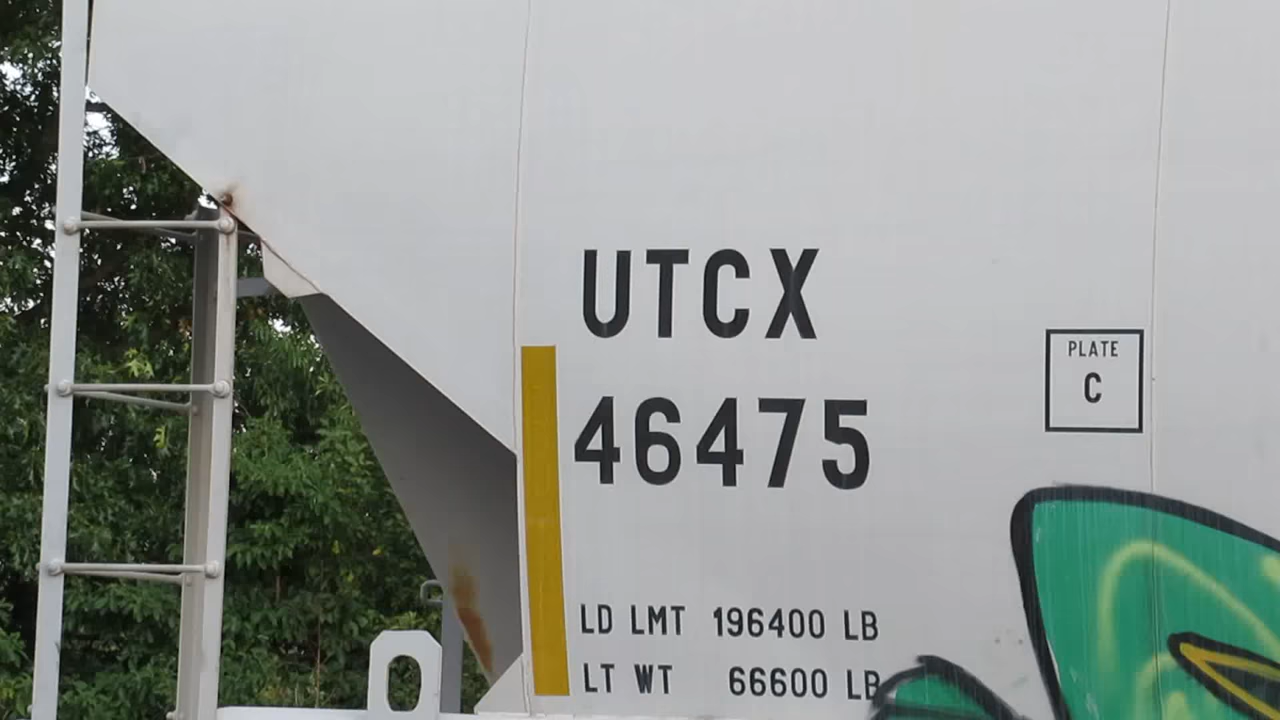 UTCX
46475
PLATE
C
LD LMT 196400 LB
LT WT 66600 LB